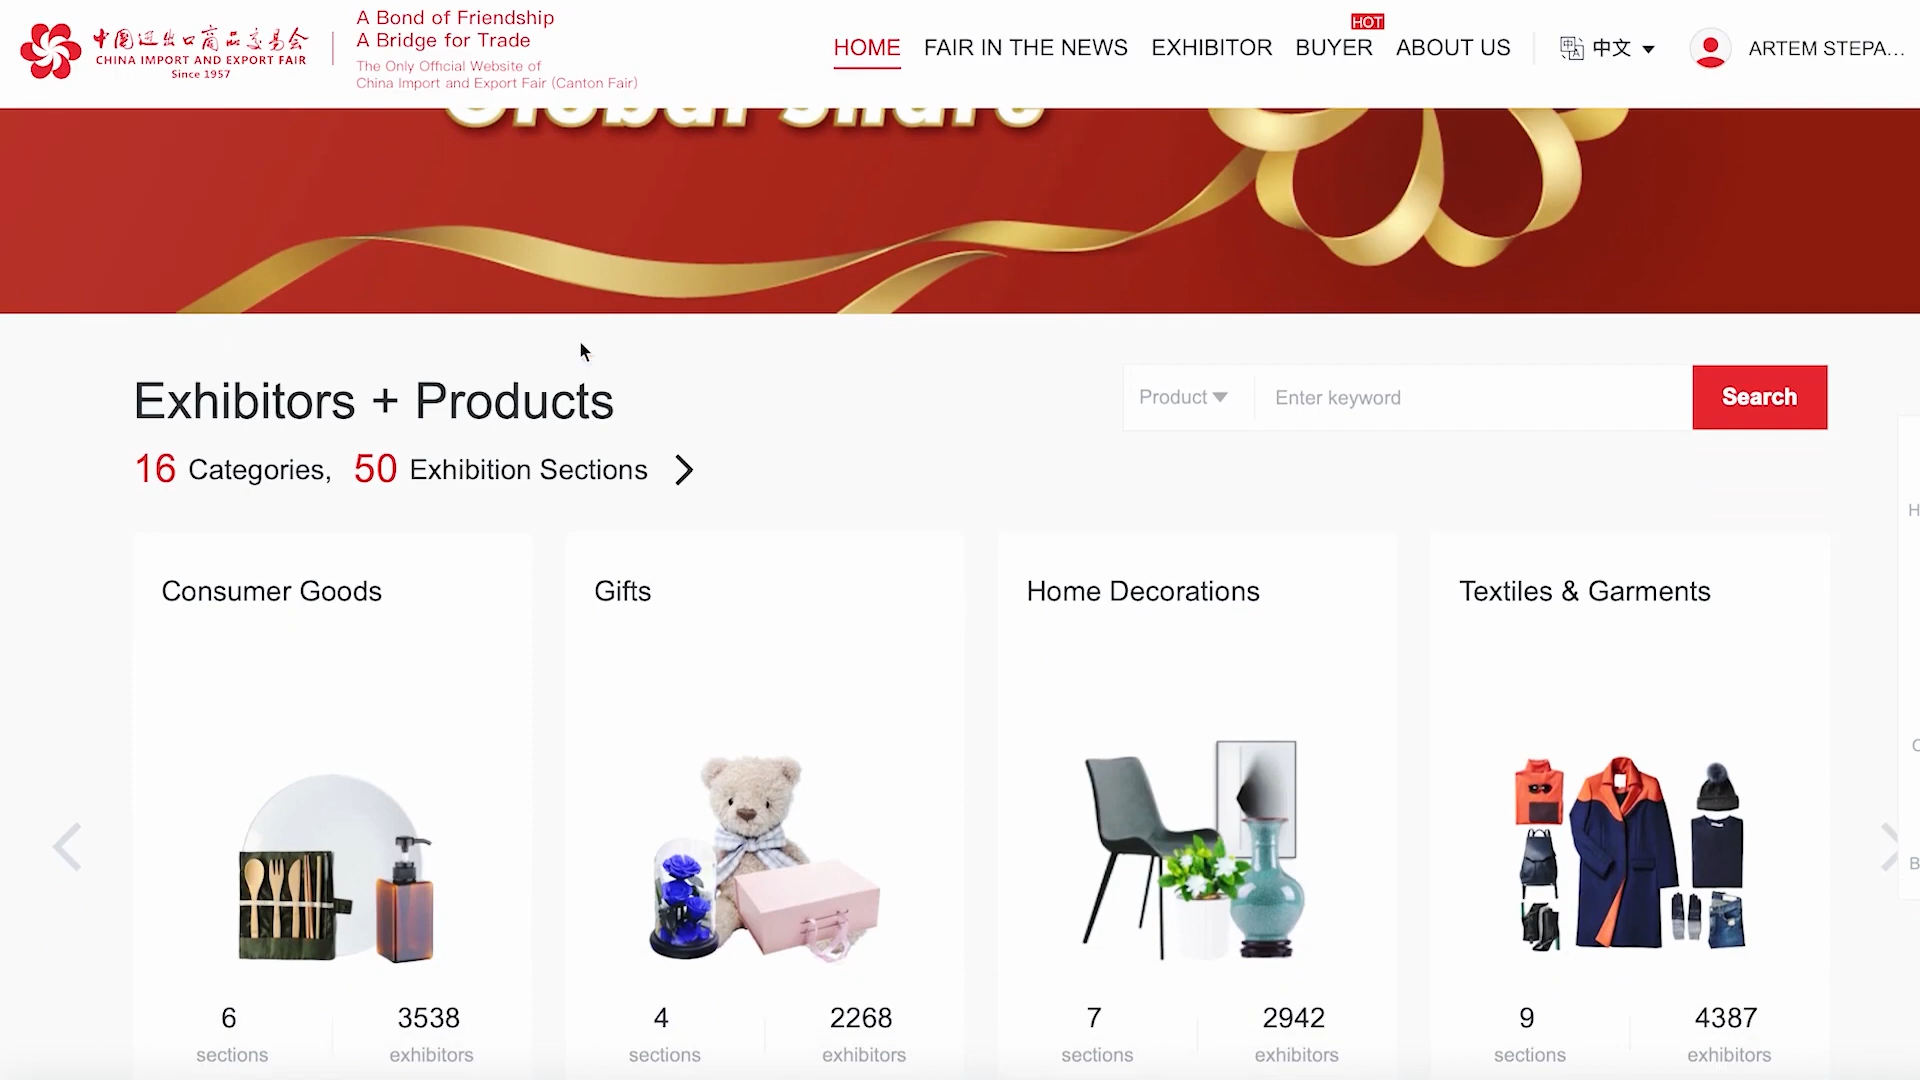 中国进出口商品交易会
CHINA IMPORT AND EXPORT FAIR
Since 1957
A Bond of Friendship
A Bridge for Trade
The Only Official Website of
China Import and Export Fair (Canton Fair)
HOME
FAIR IN THE NEWS
EXHIBITOR
HOT
BUYER
ABOUT US
中文
ARTEM STEPA...
Global Share
Exhibitors + Products
Product
Enter keyword
Search
16 Categories, 50 Exhibition Sections
Consumer Goods
Gifts
Home Decorations
Textiles & Garments
6
sections
3538
exhibitors
4
sections
2268
exhibitors
7
sections
2942
exhibitors
9
sections
4387
exhibitors